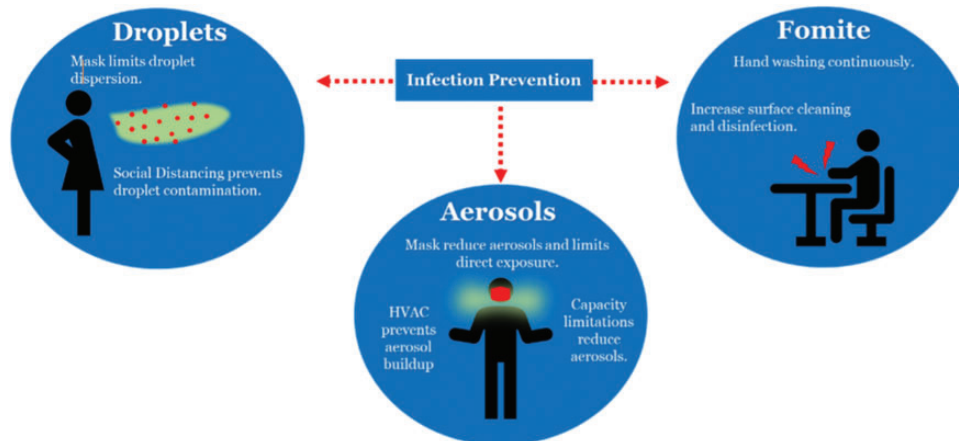 Droplets
Mask limits droplet
dispersion.
Social Distancing prevents
droplet contamination.
Infection Prevention
Fomite
Hand washing continuously.
Increase surface cleaning
and disinfection.
Aerosols
Mask reduce aerosols and limits
direct exposure.
HVAC
prevents
aerosol
buildup
Capacity
limitations
reduce
aerosols.